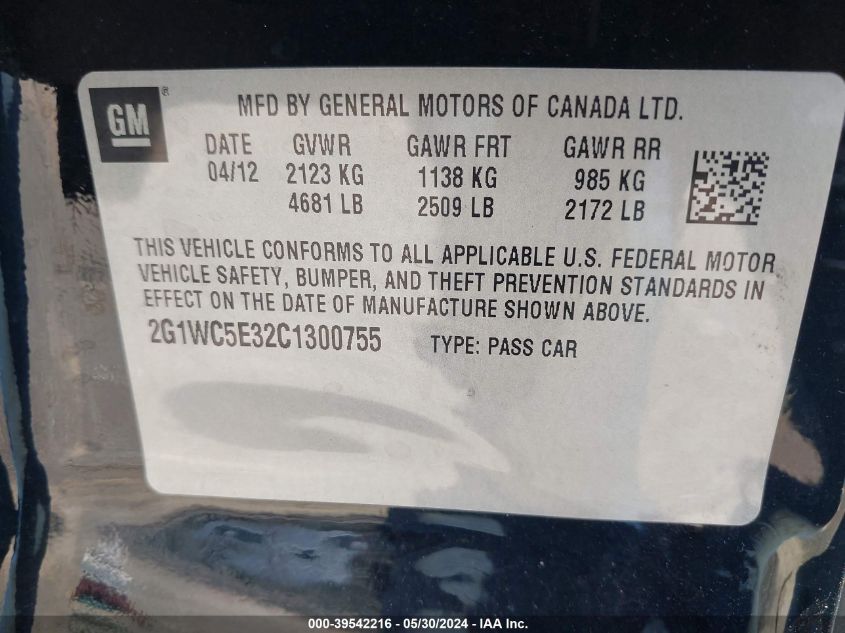 GM ®
MFD BY GENERAL MOTORS OF CANADA LTD.
DATE GVWR GAWR FRT GAWR RR
04/12 2123 KG 1138 KG 985 KG
4681 LB 2509 LB 2172 LB
THIS VEHICLE CONFORMS TO ALL APPLICABLE U.S. FEDERAL MOTOR
VEHICLE SAFETY, BUMPER, AND THEFT PREVENTION STANDARDS IN
EFFECT ON THE DATE OF MANUFACTURE SHOWN ABOVE.
2G1WC5E32C1300755 TYPE: PASS CAR
000-39542216 - 05/30/2024 - IAA Inc.